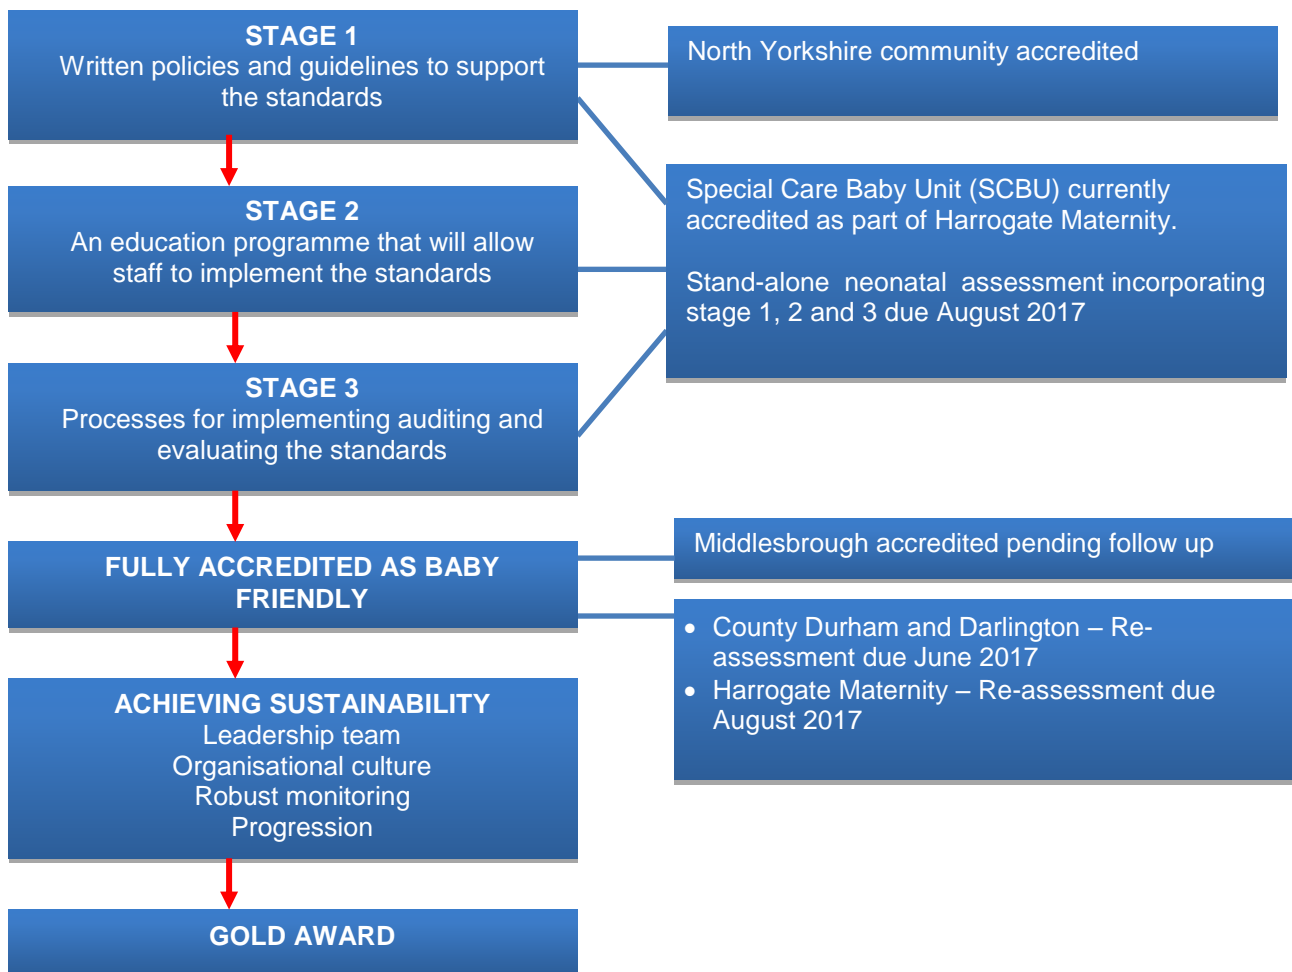 STAGE 1
Written policies and guidelines to support
the standards
North Yorkshire community accredited
STAGE 2
An education programme that will allow
staff to implement the standards
Special Care Baby Unit (SCBU) currently
accredited as part of Harrogate Maternity.
Stand-alone neonatal assessment incorporating
stage 1, 2 and 3 due August 2017
STAGE 3
Processes for implementing auditing and
evaluating the standards
FULLY ACCREDITED AS BABY
FRIENDLY
Middlesbrough accredited pending follow up
• County Durham and Darlington – Re-
assessment due June 2017
• Harrogate Maternity – Re-assessment due
August 2017
ACHIEVING SUSTAINABILITY
Leadership team
Organisational culture
Robust monitoring
Progression
GOLD AWARD